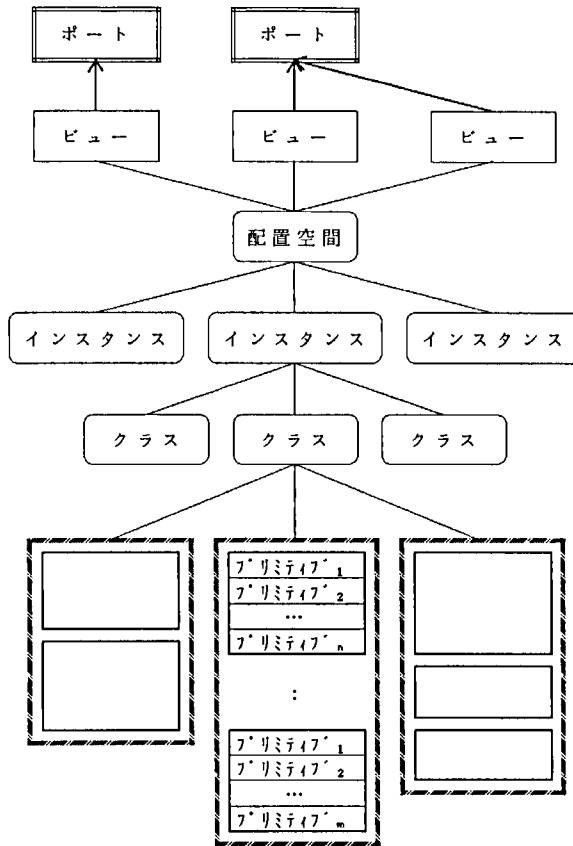 ポート ポート
ビュー ビュー ビュー
配置空間
インスタンス インスタンス インスタンス
クラス クラス クラス
プリミティブ1
プリミティブ2
…
プリミティブn
:
プリミティブ1
プリミティブ2
…
プリミティブm